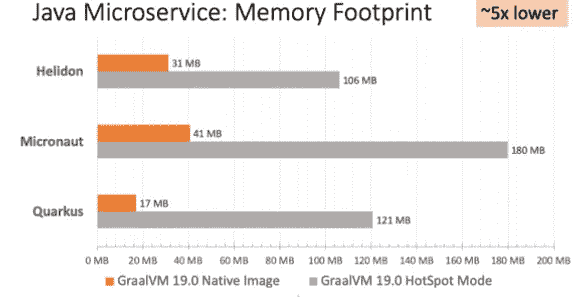 Java Microservice: Memory Footprint
~5x lower
Helidon
31 MB
106 MB
Micronaut
41 MB
180 MB
Quarkus
17 MB
121 MB
0 MB 20 MB 40 MB 60 MB 80 MB 100 MB 120 MB 140 MB 160 MB 180 MB 200 MB
GraalVM 19.0 Native Image GraalVM 19.0 HotSpot Mode